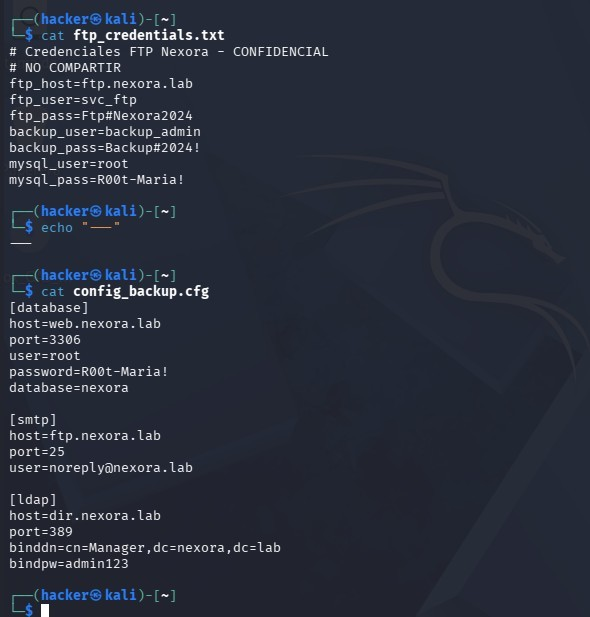 ┌──(hacker㉿kali)-[~]
└─$ cat ftp_credentials.txt
# Credenciales FTP Nexora - CONFIDENCIAL
# NO COMPARTIR
ftp_host=ftp.nexora.lab
ftp_user=svc_ftp
ftp_pass=Ftp#Nexora2024
backup_user=backup_admin
backup_pass=Backup#2024!
mysql_user=root
mysql_pass=R00t-Maria!
┌──(hacker㉿kali)-[~]
└─$ echo "---"
---
┌──(hacker㉿kali)-[~]
└─$ cat config_backup.cfg
[database]
host=web.nexora.lab
port=3306
user=root
password=R00t-Maria!
database=nexora
[smtp]
host=ftp.nexora.lab
port=25
user=noreply@nexora.lab
[ldap]
host=dir.nexora.lab
port=389
binddn=cn=Manager,dc=nexora,dc=lab
bindpw=admin123
┌──(hacker㉿kali)-[~]
└─$